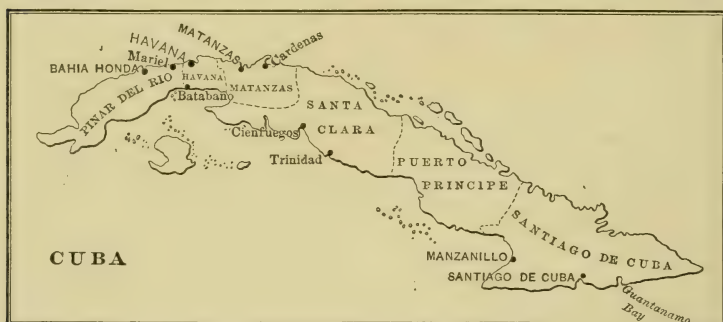 HAVANA
MATANZAS
Cardenas
Mariel
BAHIA HONDA
HAVANA
PINAR DEL RIO
MATANZAS
Batabano
SANTA
CLARA
Cienfuegos
Trinidad
PUERTO
PRINCIPE
SANTIAGO DE CUBA
CUBA
MANZANILLO
SANTIAGO DE CUBA
Guantanamo
Bay